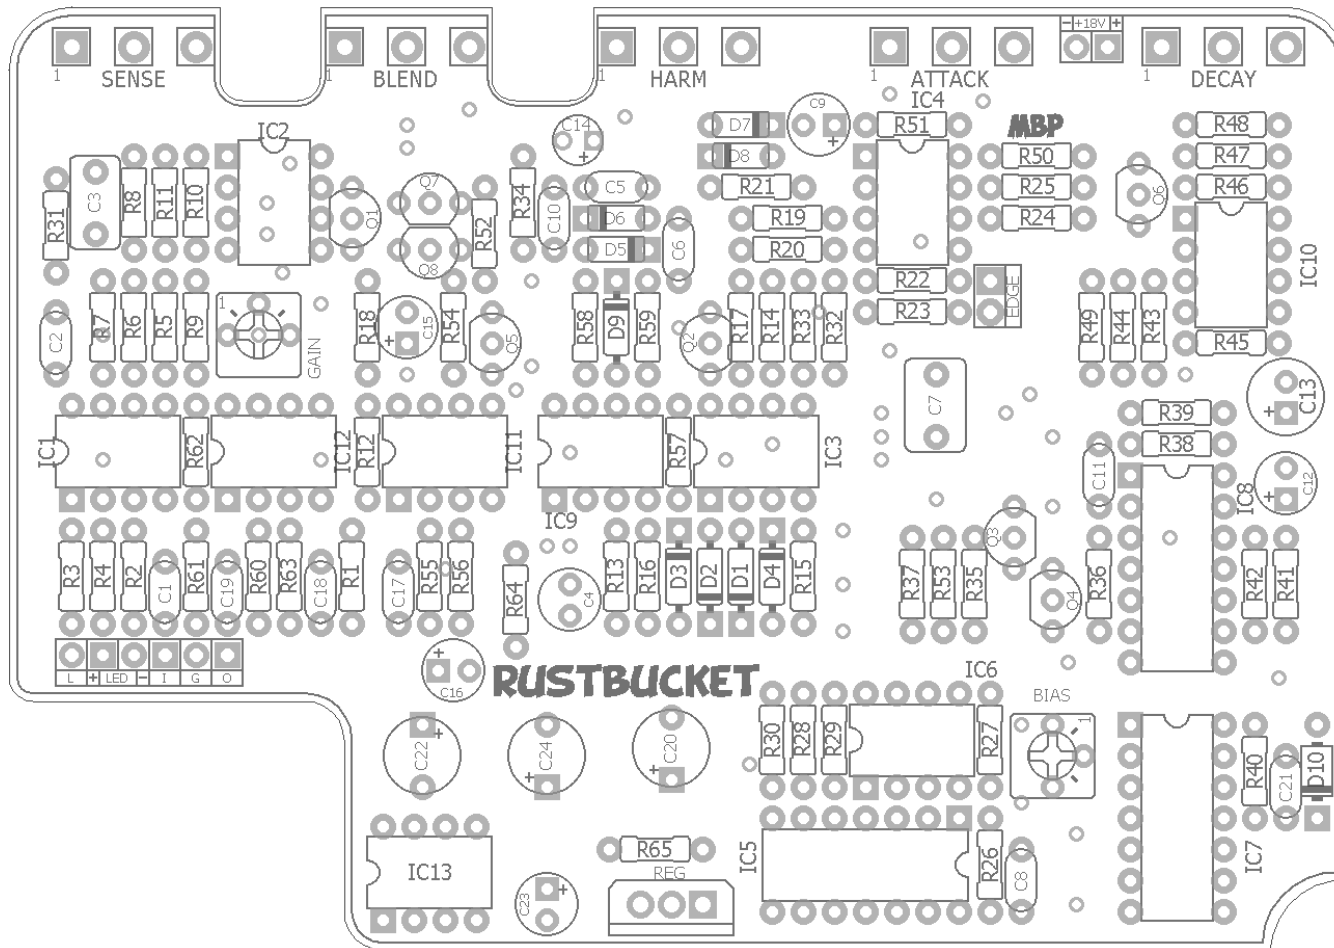 - +18V +
1 SENSE
1 BLEND
1 HARM
1 ATTACK
1 DECAY
IC4
C9
D7
R51
MBP
R48
IC2
C14
D8
R50
R47
C3
R8
R11
R10
Q1
Q7
R52
R34
C10
C5
R21
R25
R46
R31
D6
R19
R24
Q6
Q8
D5
C6
R20
IC10
R22
EDGE
C2
R7
R6
R5
R9
1
GAIN
R18
C15
+
R54
Q5
R58
D9
R59
Q2
R17
R14
R33
R32
R23
R49
R44
R43
R45
C7
C13
+
R39
IC1
R62
IC12
R12
IC11
R57
IC3
R38
C11
IC8
C12
+
IC9
Q3
R3
R4
R2
C1
R61
C19
R60
R63
C18
R1
C17
R55
R56
R64
C4
R13
R16
D3
D2
D1
D4
R15
R37
R53
R35
Q4
R36
R42
R41
L + LED - I G O
+
C16
RUSTBUCKET
IC6
BIAS
1
C22
+
C24
+
C20
+
R30
R28
R29
R27
R40
C21
D10
IC13
R65
IC5
R26
C8
IC7
REG
C23
+